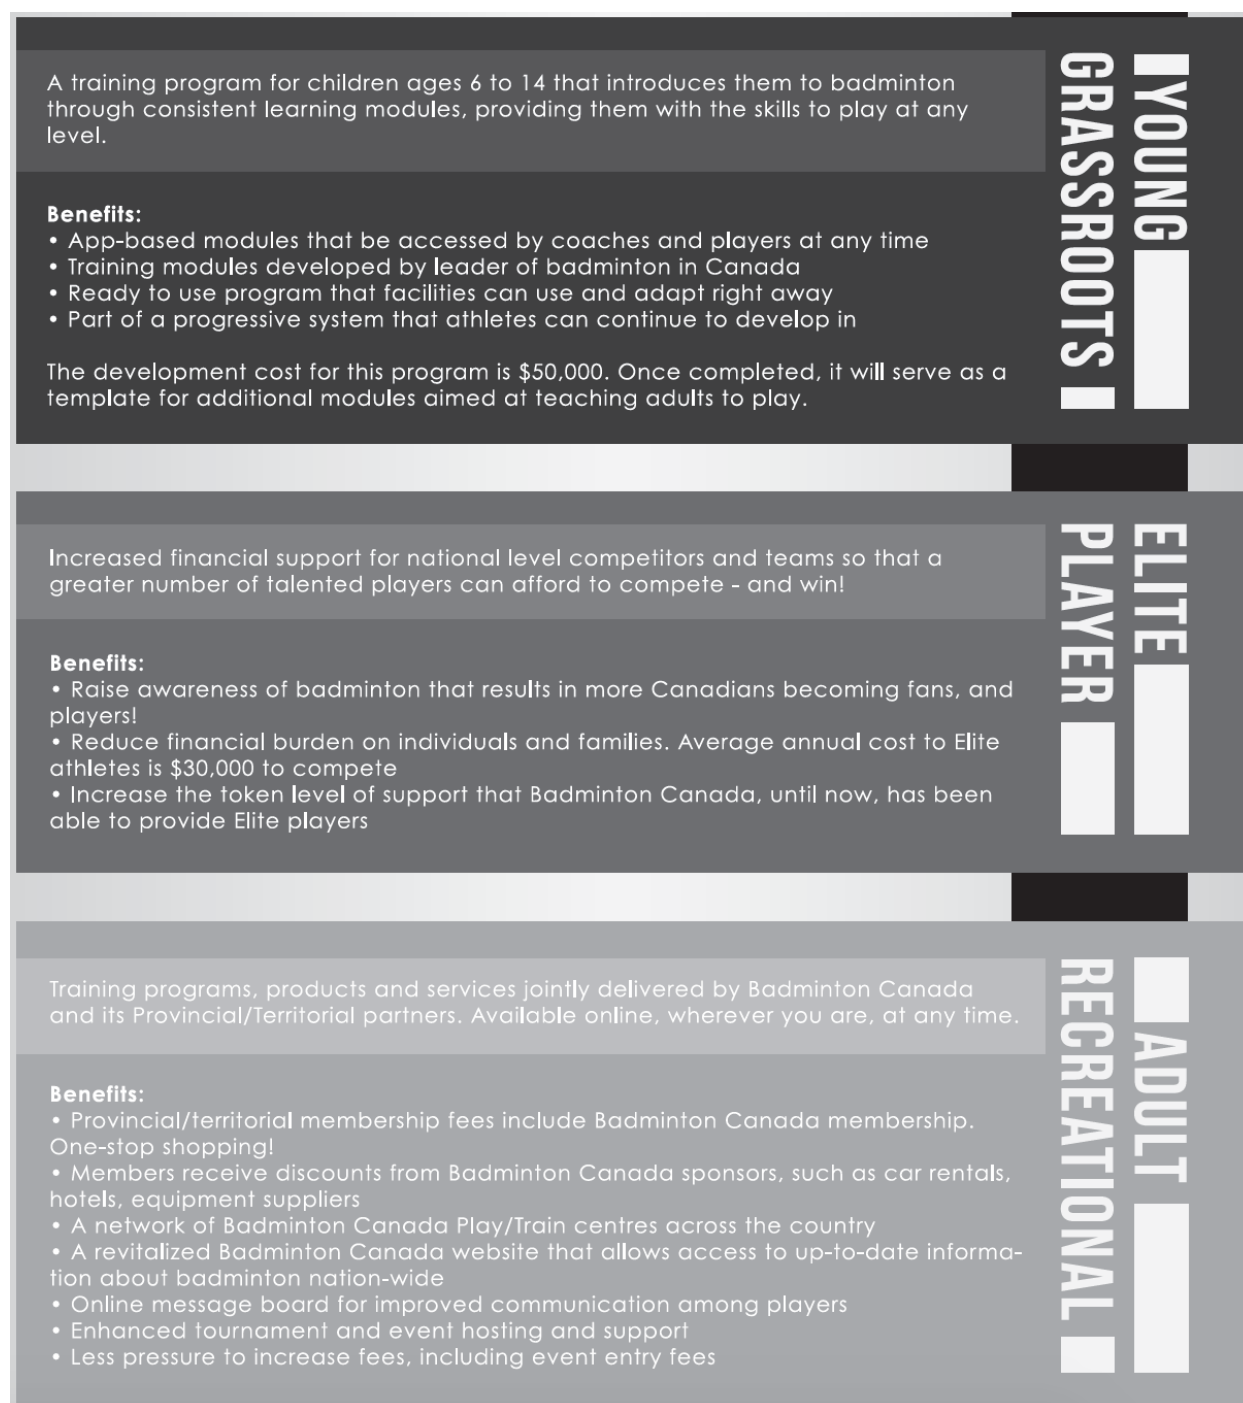 A training program for children ages 6 to 14 that introduces them to badminton
through consistent learning modules, providing them with the skills to play at any
level.
Benefits:
• App-based modules that be accessed by coaches and players at any time
• Training modules developed by leader of badminton in Canada
• Ready to use program that facilities can use and adapt right away
• Part of a progressive system that athletes can continue to develop in
The development cost for this program is $50,000. Once completed, it will serve as a
template for additional modules aimed at teaching adults to play.
YOUNG
GRASSROOTS
Increased financial support for national level competitors and teams so that a
greater number of talented players can afford to compete - and win!
Benefits:
• Raise awareness of badminton that results in more Canadians becoming fans, and
players!
• Reduce financial burden on individuals and families. Average annual cost to Elite
athletes is $30,000 to compete
• Increase the token level of support that Badminton Canada, until now, has been
able to provide Elite players
ELITE
PLAYER
Training programs, products and services jointly delivered by Badminton Canada
and its Provincial/Territorial partners. Available online, wherever you are, at any time.
Benefits:
• Provincial/territorial membership fees include Badminton Canada membership.
One-stop shopping!
• Members receive discounts from Badminton Canada sponsors, such as car rentals,
hotels, equipment suppliers
• A network of Badminton Canada Play/Train centres across the country
• A revitalized Badminton Canada website that allows access to up-to-date informa-
tion about badminton nation-wide
• Online message board for improved communication among players
• Enhanced tournament and event hosting and support
• Less pressure to increase fees, including event entry fees
ADULT
RECREATIONAL